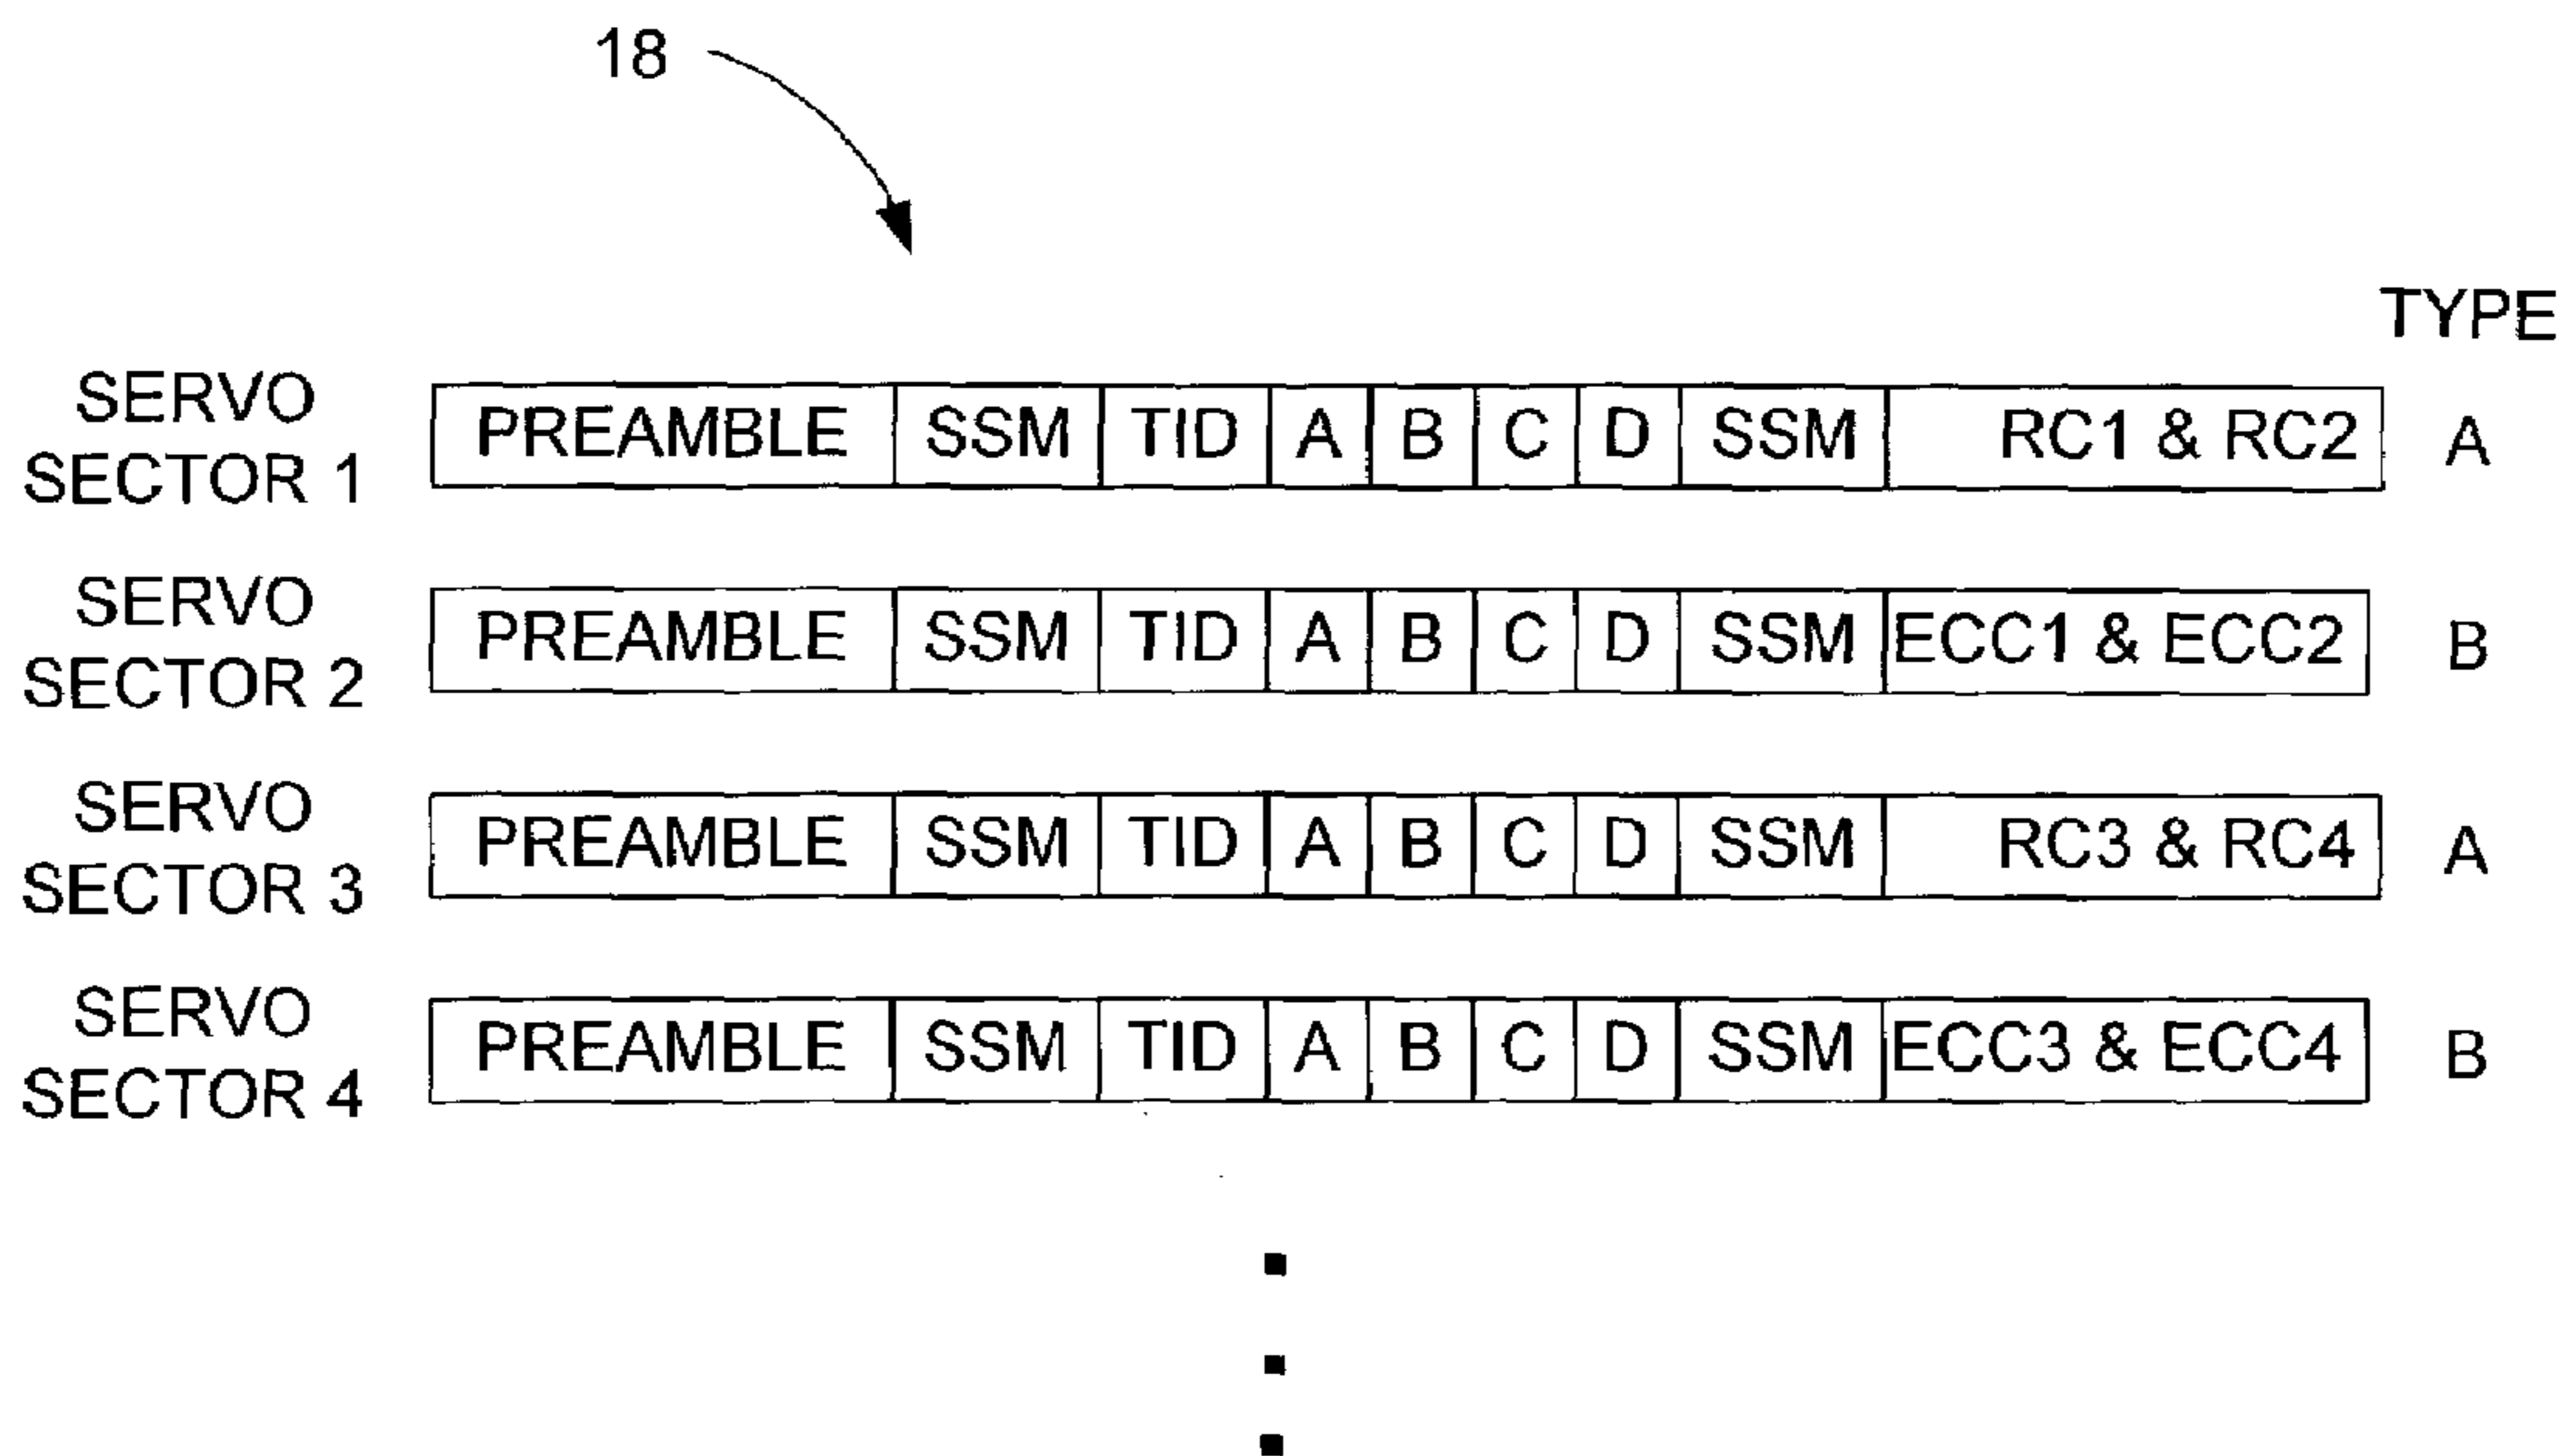 18
TYPE
SERVO SECTOR 1 PREAMBLE SSM TID A B C D SSM RC1 & RC2 A
SERVO SECTOR 2 PREAMBLE SSM TID A B C D SSM ECC1 & ECC2 B
SERVO SECTOR 3 PREAMBLE SSM TID A B C D SSM RC3 & RC4 A
SERVO SECTOR 4 PREAMBLE SSM TID A B C D SSM ECC3 & ECC4 B